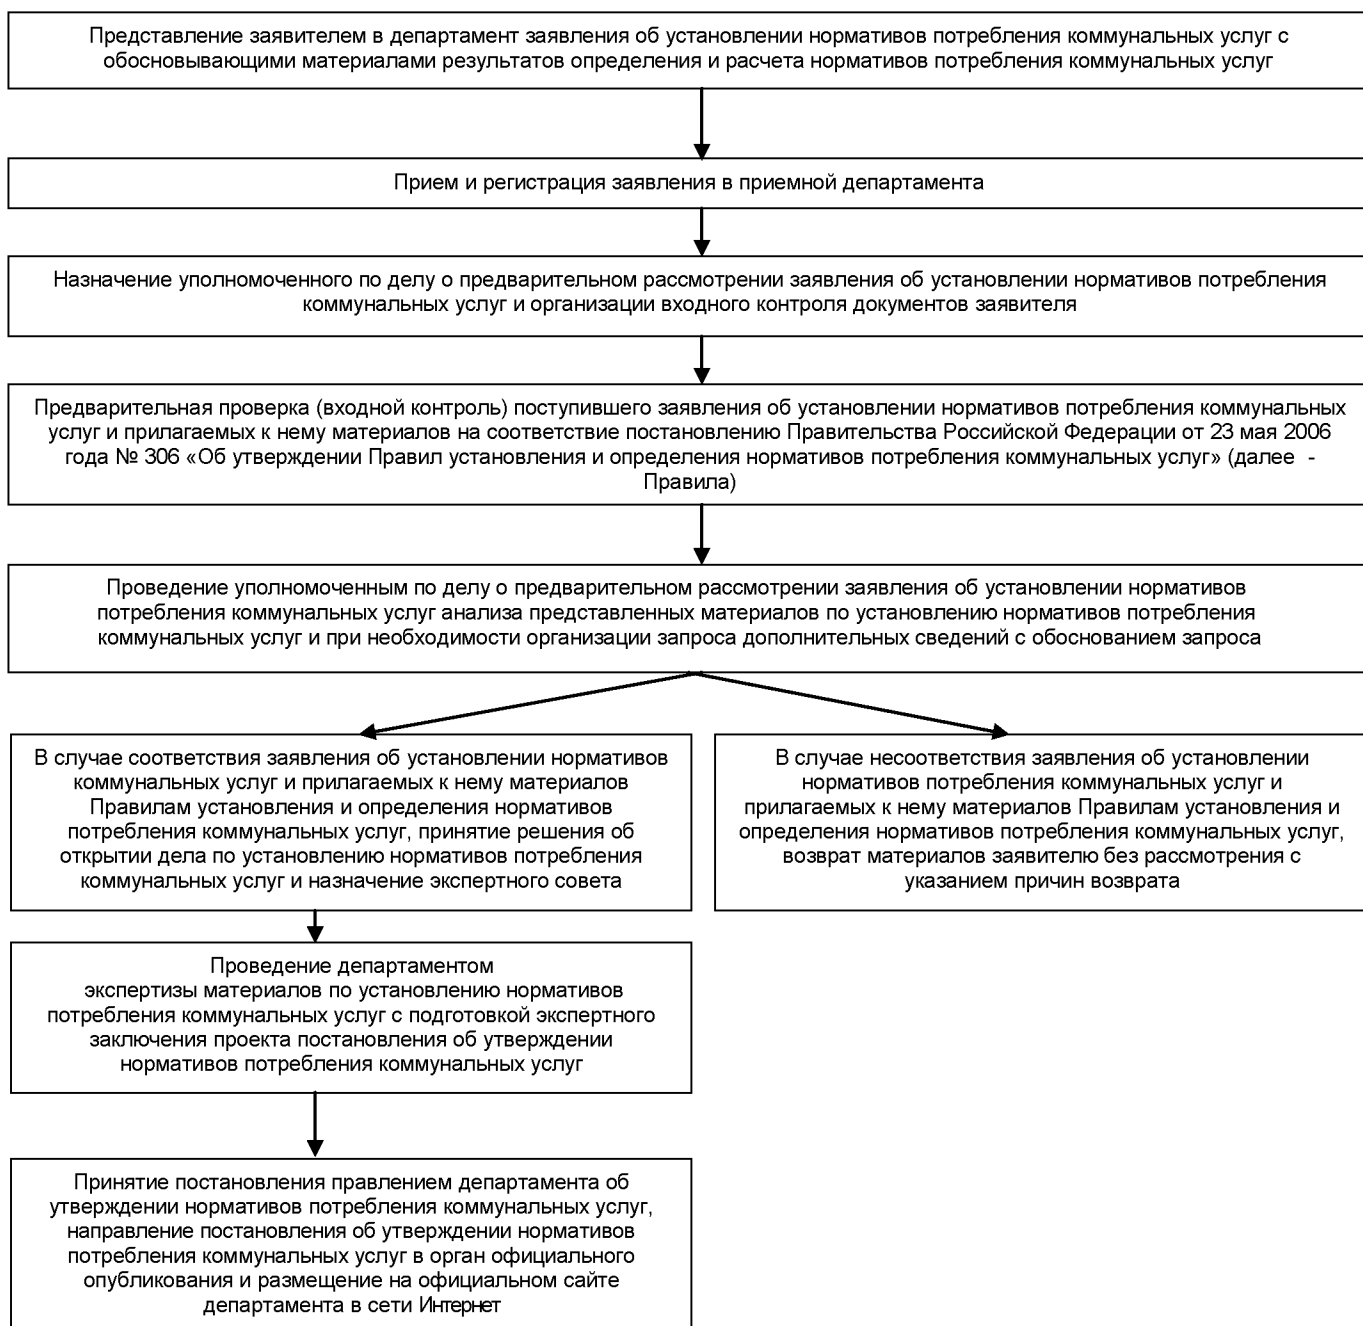 Представление заявителем в департамент заявления об установлении нормативов потребления коммунальных услуг с
обосновывающими материалами результатов определения и расчета нормативов потребления коммунальных услуг
Прием и регистрация заявления в приемной департамента
Назначение уполномоченного по делу о предварительном рассмотрении заявления об установлении нормативов потребления
коммунальных услуг и организации входного контроля документов заявителя
Предварительная проверка (входной контроль) поступившего заявления об установлении нормативов потребления коммунальных
услуг и прилагаемых к нему материалов на соответствие постановлению Правительства Российской Федерации от 23 мая 2006
года № 306 «Об утверждении Правил установления и определения нормативов потребления коммунальных услуг» (далее -
Правила)
Проведение уполномоченным по делу о предварительном рассмотрении заявления об установлении нормативов
потребления коммунальных услуг анализа представленных материалов по установлению нормативов потребления
коммунальных услуг и при необходимости организации запроса дополнительных сведений с обоснованием запроса
В случае соответствия заявления об установлении нормативов
коммунальных услуг и прилагаемых к нему материалов
Правилам установления и определения нормативов
потребления коммунальных услуг, принятие решения об
открытии дела по установлению нормативов потребления
коммунальных услуг и назначение экспертного совета
В случае несоответствия заявления об установлении
нормативов потребления коммунальных услуг и
прилагаемых к нему материалов Правилам установления и
определения нормативов потребления коммунальных услуг,
возврат материалов заявителю без рассмотрения с
указанием причин возврата
Проведение департаментом
экспертизы материалов по установлению нормативов
потребления коммунальных услуг с подготовкой экспертного
заключения проекта постановления об утверждении
нормативов потребления коммунальных услуг
Принятие постановления правлением департамента об
утверждении нормативов потребления коммунальных услуг,
направление постановления об утверждении нормативов
потребления коммунальных услуг в орган официального
опубликования и размещение на официальном сайте
департамента в сети Интернет